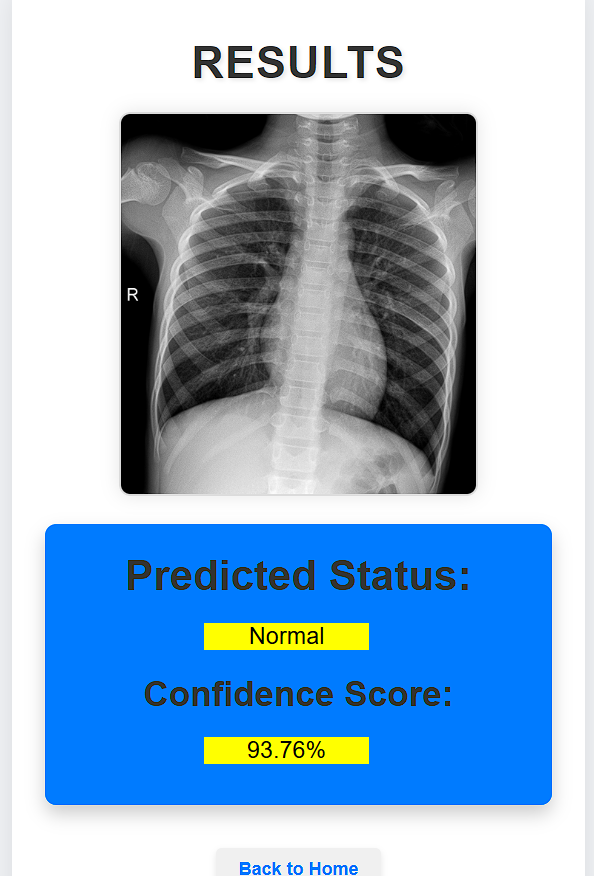 RESULTS
R
Predicted Status:
Normal
Confidence Score:
93.76%
Back to Home